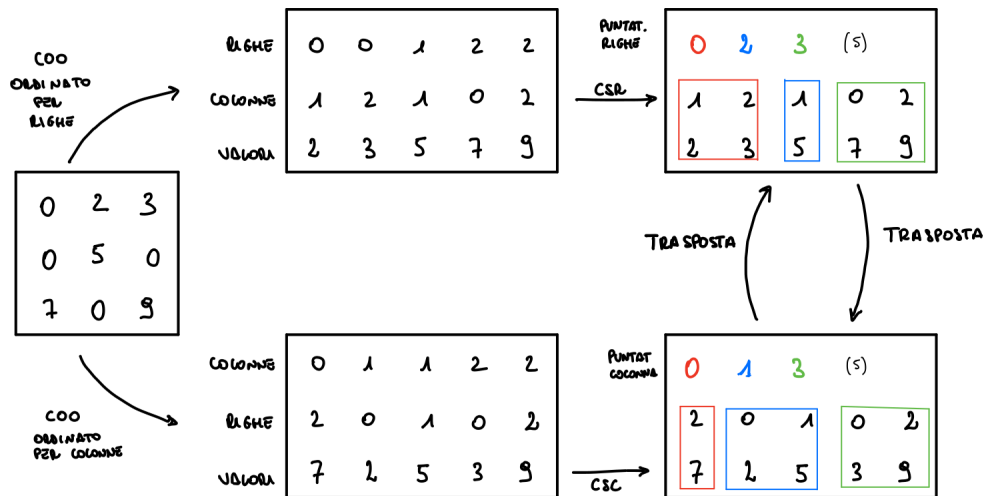 COO
ORDINATO
PER
RIGHE
RIGHE 0 0 1 2 2
COLONNE 1 2 1 0 2
VALORI 2 3 5 7 9
CSR
PUNTAT.
RIGHE
0 2 3 (5)
1 2 1 0 2
2 3 5 7 9
0 2 3
0 5 0
7 0 9
TRASPOSTA
TRASPOSTA
COO
ORDINATO
PER COLONNE
COLONNE 0 1 1 2 2
RIGHE 2 0 1 0 2
VALORI 7 2 5 3 9
CSC
PUNTAT
COLONNA
0 1 3 (5)
2 0 1 0 2
7 2 5 3 9